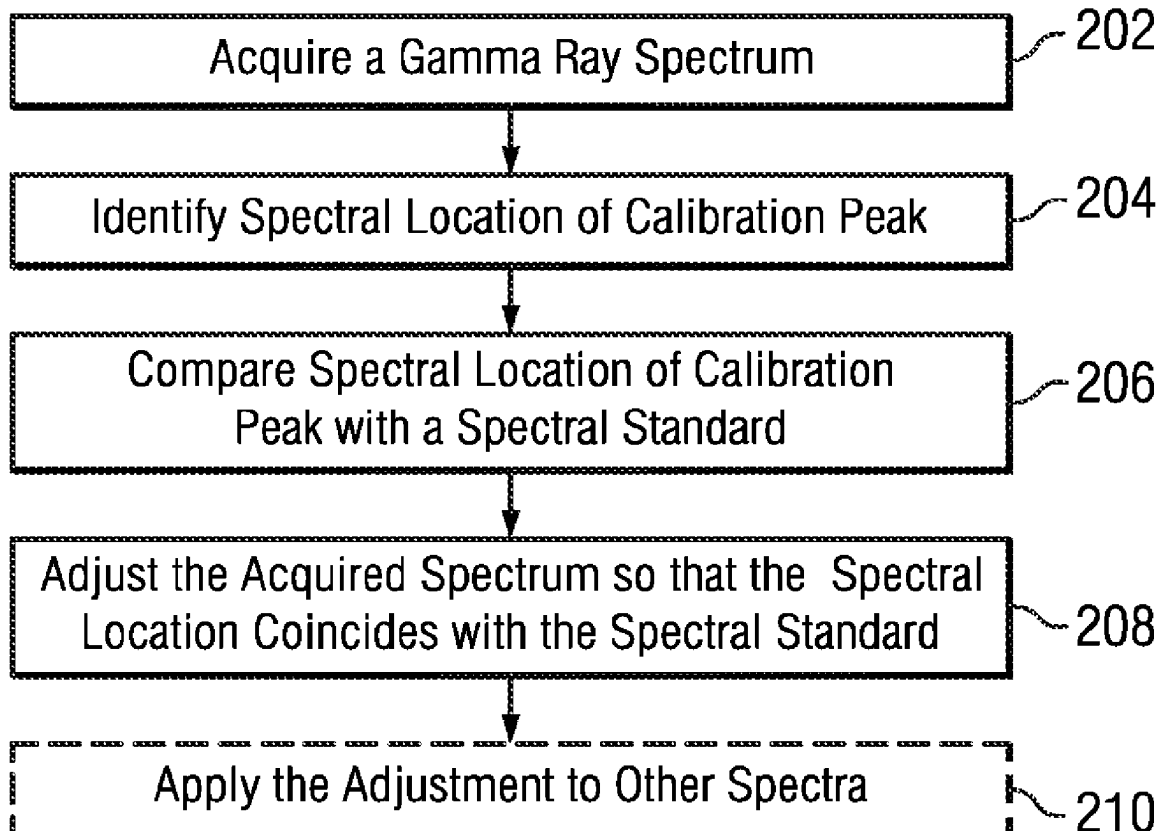 Acquire a Gamma Ray Spectrum
202
Identify Spectral Location of Calibration Peak
204
Compare Spectral Location of Calibration
Peak with a Spectral Standard
206
Adjust the Acquired Spectrum so that the Spectral
Location Coincides with the Spectral Standard
208
Apply the Adjustment to Other Spectra
210